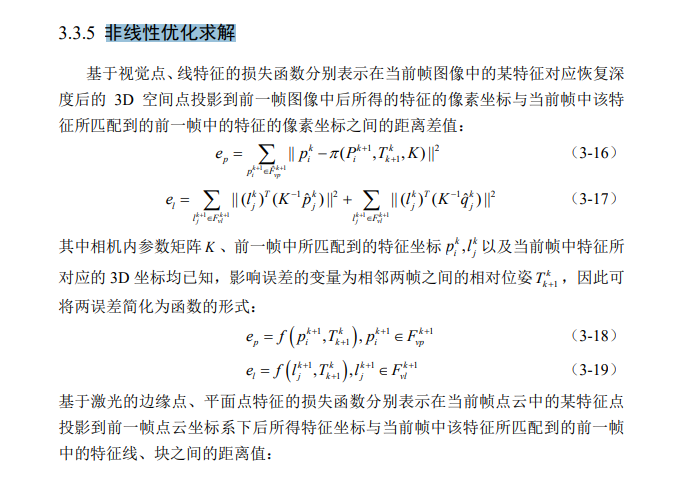 3.3.5 非线性优化求解
基于视觉点、线特征的损失函数分别表示在当前帧图像中的某特征对应恢复深
度后的 3D 空间点投影到前一帧图像中后所得的特征的像素坐标与当前帧中该特
征所匹配到的前一帧中的特征的像素坐标之间的距离差值：
$e_p = \sum_{p_i^{k+1} \in \hat{F}_{vp}^{k+1}} \| p_i^k - \pi(P_i^{k+1}, T_{k+1}^k, K) \|^2$ （3-16）
$e_l = \sum_{l_j^{k+1} \in F_{vl}^{k+1}} \| (l_j^k)^T (K^{-1} \hat{p}_j^k) \|^2 + \sum_{l_j^{k+1} \in F_{vl}^{k+1}} \| (l_j^k)^T (K^{-1} \hat{q}_j^k) \|^2$ （3-17）
其中相机内参数矩阵 $K$ 、前一帧中所匹配到的特征坐标 $p_i^k, l_j^k$ 以及当前帧中特征所
对应的 3D 坐标均已知，影响误差的变量为相邻两帧之间的相对位姿 $T_{k+1}^k$ ，因此可
将两误差简化为函数的形式：
$e_p = f\left(p_i^{k+1}, T_{k+1}^k\right), p_i^{k+1} \in F_{vp}^{k+1}$ （3-18）
$e_l = f\left(l_j^{k+1}, T_{k+1}^k\right), l_j^{k+1} \in F_{vl}^{k+1}$ （3-19）
基于激光的边缘点、平面点特征的损失函数分别表示在当前帧点云中的某特征点
投影到前一帧点云坐标系下后所得特征坐标与当前帧中该特征所匹配到的前一帧
中的特征线、块之间的距离值：